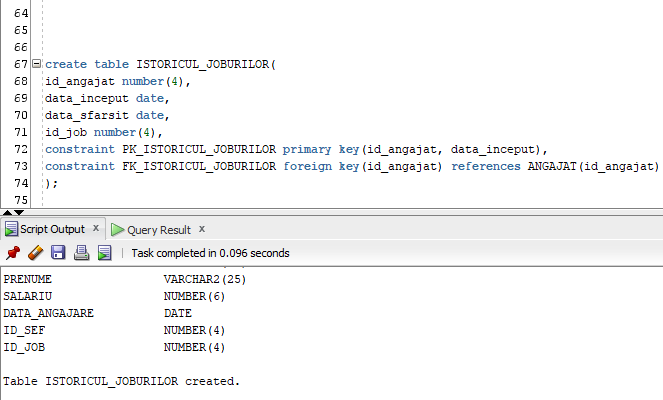 64
65
66
67 create table ISTORICUL_JOBURILOR(
68 id_angajat number(4),
69 data_inceput date,
70 data_sfarsit date,
71 id_job number(4),
72 constraint PK_ISTORICUL_JOBURILOR primary key(id_angajat, data_inceput),
73 constraint FK_ISTORICUL_JOBURILOR foreign key(id_angajat) references ANGAJAT(id_angajat)
74 );
75
Script Output x Query Result x
Task completed in 0.096 seconds
PRENUME VARCHAR2(25)
SALARIU NUMBER(6)
DATA_ANGAJARE DATE
ID_SEF NUMBER(4)
ID_JOB NUMBER(4)
Table ISTORICUL_JOBURILOR created.